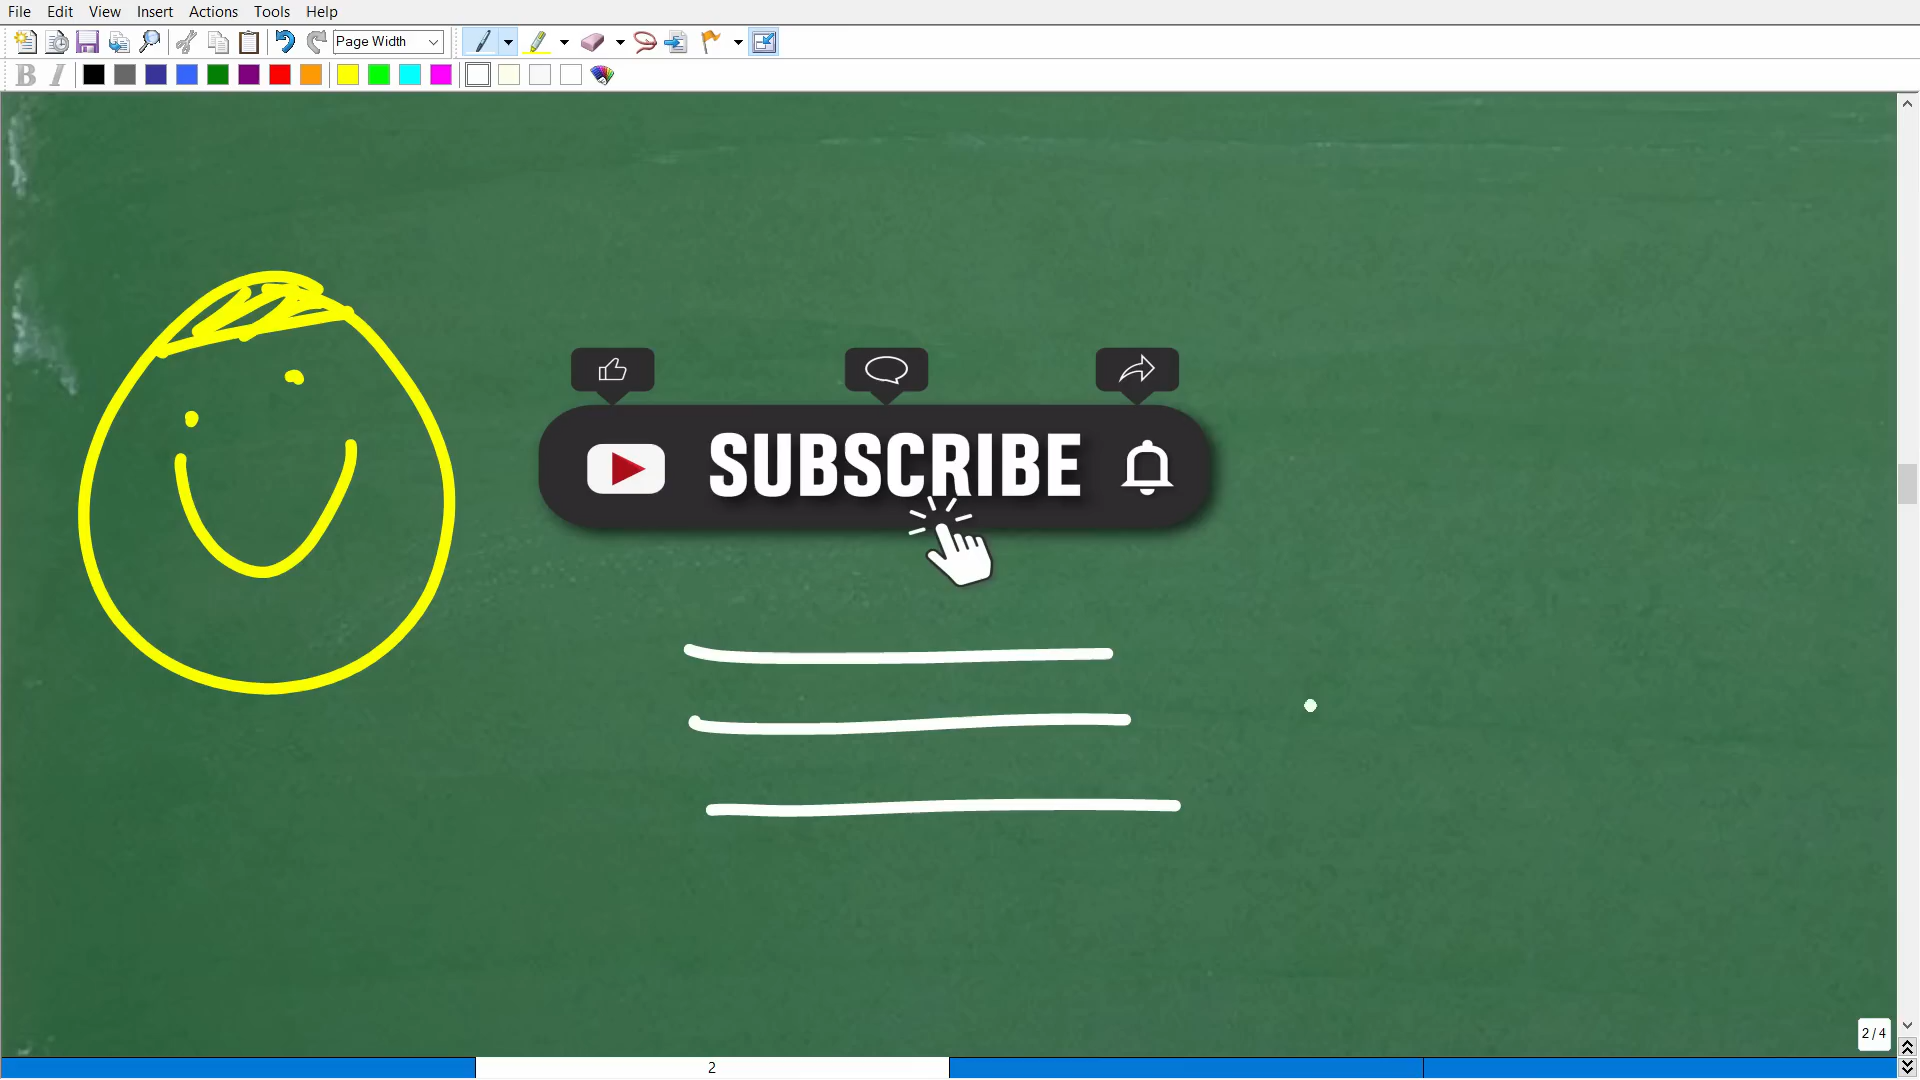 File Edit View Insert Actions Tools Help
Page Width
B I
SUBSCRIBE
2 / 4
2